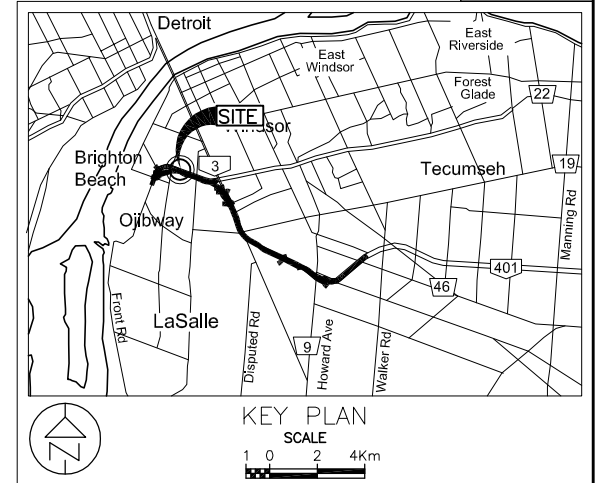 Detroit
East
Riverside
East
Windsor
Forest
Glade
22
SITE
Windsor
Brighton
Beach
3
Tecumseh
19
Manning Rd
Ojibway
401
46
Front Rd
LaSalle
Disputed Rd
9
Howard Ave
Walker Rd
N
KEY PLAN
SCALE
1 0 2 4Km